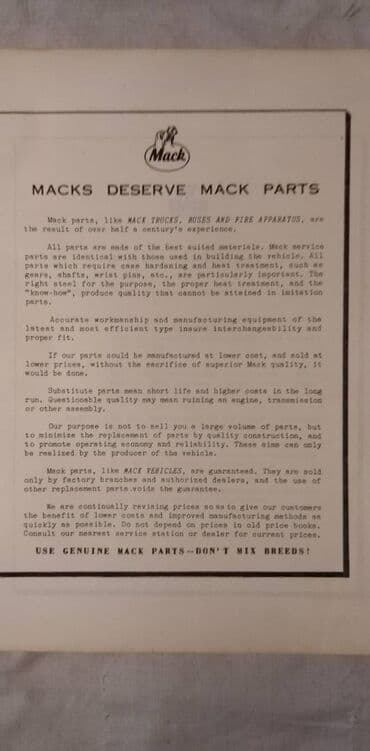 Mack
MACKS DESERVE MACK PARTS
Mack parts, like MACK TRUCKS, BUSES AND FIRE APPARATUS, are
the result of over half a century's experience.
All parts are made of the best suited materials. Mack service
parts are identical with those used in building the vehicle. All
parts which require case hardening and heat treatment, such as
gears, shafts, wrist pins, etc., are particularly important. The
right steel for the purpose, the proper heat treatment, and the
"know-how", produce quality that cannot be attained in imitation
parts.
Accurate workmanship and manufacturing equipment of the
latest and most efficient type insure interchangeability and
proper fit.
If our parts could be manufactured at lower cost, and sold at
lower prices, without the sacrifice of superior Mack quality, it
would be done.
Substitute parts mean short life and higher costs in the long
run. Questionable quality may mean ruining an engine, transmission
or other assembly.
Our purpose is not to sell you a large volume of parts, but
to minimize the replacement of parts by quality construction, and
to promote operating economy and reliability. These aims can only
be realized by the producer of the vehicle.
Mack parts, like MACK VEHICLES, are guaranteed. They are sold
only by factory branches and authorized dealers, and the use of
other replacement parts voids the guarantee.
We are continually revising prices so as to give our customers
the benefit of lower costs and improved manufacturing methods as
quickly as possible. Do not depend on prices in old price books.
Consult our nearest service station or dealer for current prices.
USE GENUINE MACK PARTS--DON'T MIX BREEDS!